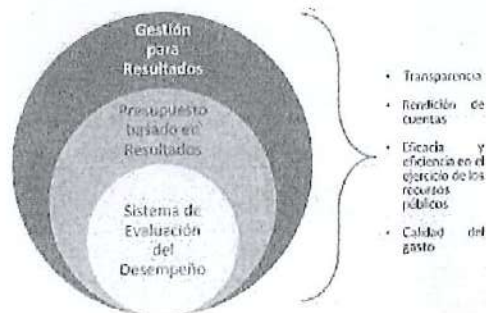 Gestión
para
Resultados
Presupuesto
basado en
Resultados
Sistema de
Evaluación
del
Desempeño
• Transparencia
• Rendición de
cuentas
• Eficacia y
eficiencia en el
ejercicio de los
recursos
públicos
• Calidad del
gasto